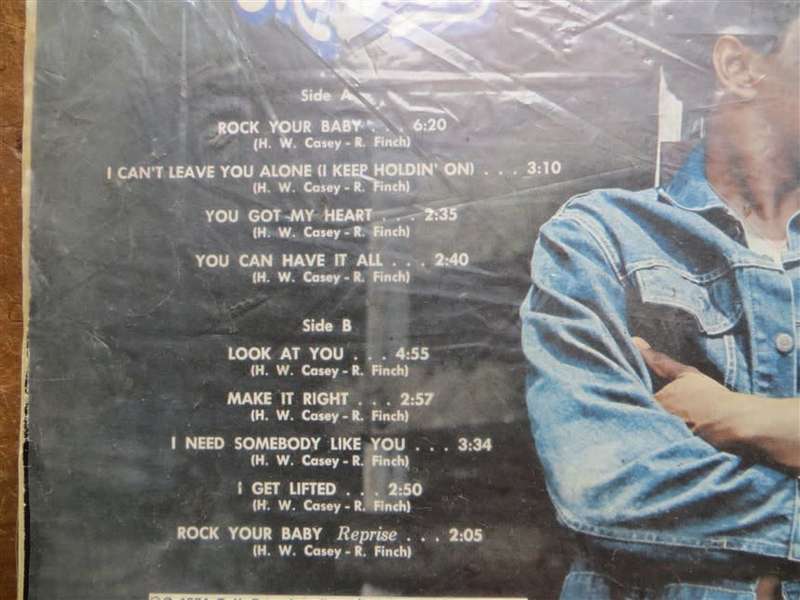 Side A
ROCK YOUR BABY . . . 6:20
(H. W. Casey - R. Finch)
I CAN'T LEAVE YOU ALONE (I KEEP HOLDIN' ON) . . . 3:10
(H. W. Casey - R. Finch)
YOU GOT MY HEART . . . 2:35
(H. W. Casey - R. Finch)
YOU CAN HAVE IT ALL . . . 2:40
(H. W. Casey - R. Finch)
Side B
LOOK AT YOU . . . 4:55
(H. W. Casey - R. Finch)
MAKE IT RIGHT . . . 2:57
(H. W. Casey - R. Finch)
I NEED SOMEBODY LIKE YOU . . . 3:34
(H. W. Casey - R. Finch)
I GET LIFTED . . . 2:50
(H. W. Casey - R. Finch)
ROCK YOUR BABY Reprise . . . 2:05
(H. W. Casey - R. Finch)